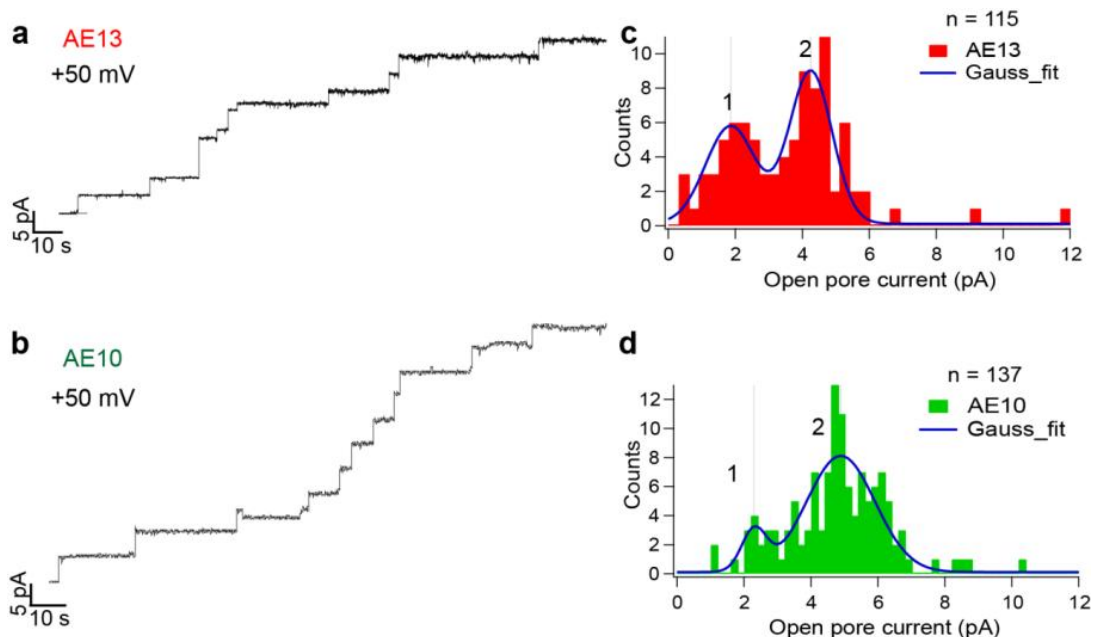 a
AE13
+50 mV
5 pA
10 s
b
AE10
+50 mV
5 pA
10 s
c
n = 115
AE13
Gauss_fit
1
2
Counts
10
8
6
4
2
0
0 2 4 6 8 10 12
Open pore current (pA)
d
n = 137
AE10
Gauss_fit
1
2
Counts
12
10
8
6
4
2
0
0 2 4 6 8 10 12
Open pore current (pA)